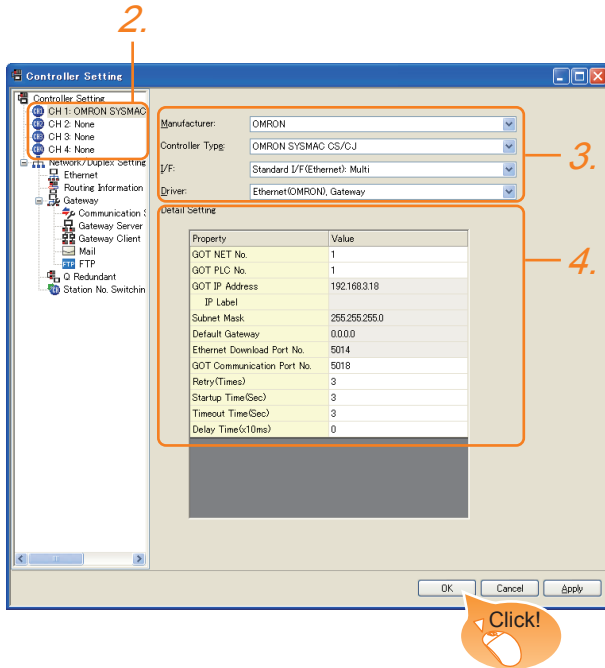 2.
Controller Setting
Controller Setting
CH 1: OMRON SYSMAC
CH 2: None
CH 3: None
CH 4: None
Network/Duplex Setting
Ethernet
Routing Information
Gateway
Communication S
Gateway Server
Gateway Client
Mail
FTP FTP
Q Redundant
Station No. Switchin
Manufacturer: OMRON
Controller Type: OMRON SYSMAC CS/CJ
I/F: Standard I/F(Ethernet): Multi
Driver: Ethernet(OMRON), Gateway
3.
Detail Setting
Property Value
GOT NET No. 1
GOT PLC No. 1
GOT IP Address 192.168.3.18
IP Label
Subnet Mask 255.255.255.0
Default Gateway 0.0.0.0
Ethernet Download Port No. 5014
GOT Communication Port No. 5018
Retry(Times) 3
Startup Time(Sec) 3
Timeout Time(Sec) 3
Delay Time(x10ms) 0
4.
OK Cancel Apply
Click!